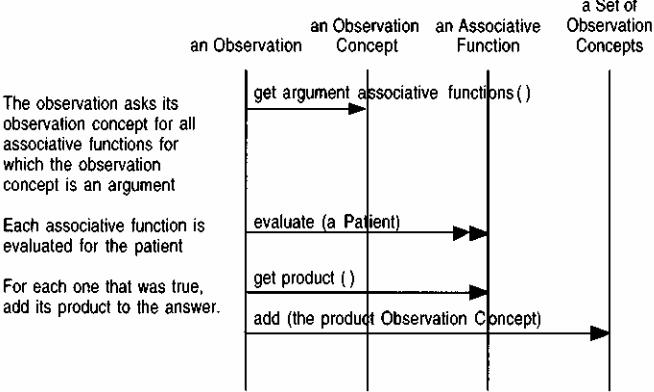 a Set of
an Observation
an Associative
Observation
an Observation
Concept
Function
Concepts
get argument associative functions ( )
The observation asks its
observation concept for all
associative functions for
which the observation
concept is an argument
Each associative function is
evaluated for the patient
evaluate (a Patient)
For each one that was true,
add its product to the answer.
get product ( )
add (the product Observation Concept)